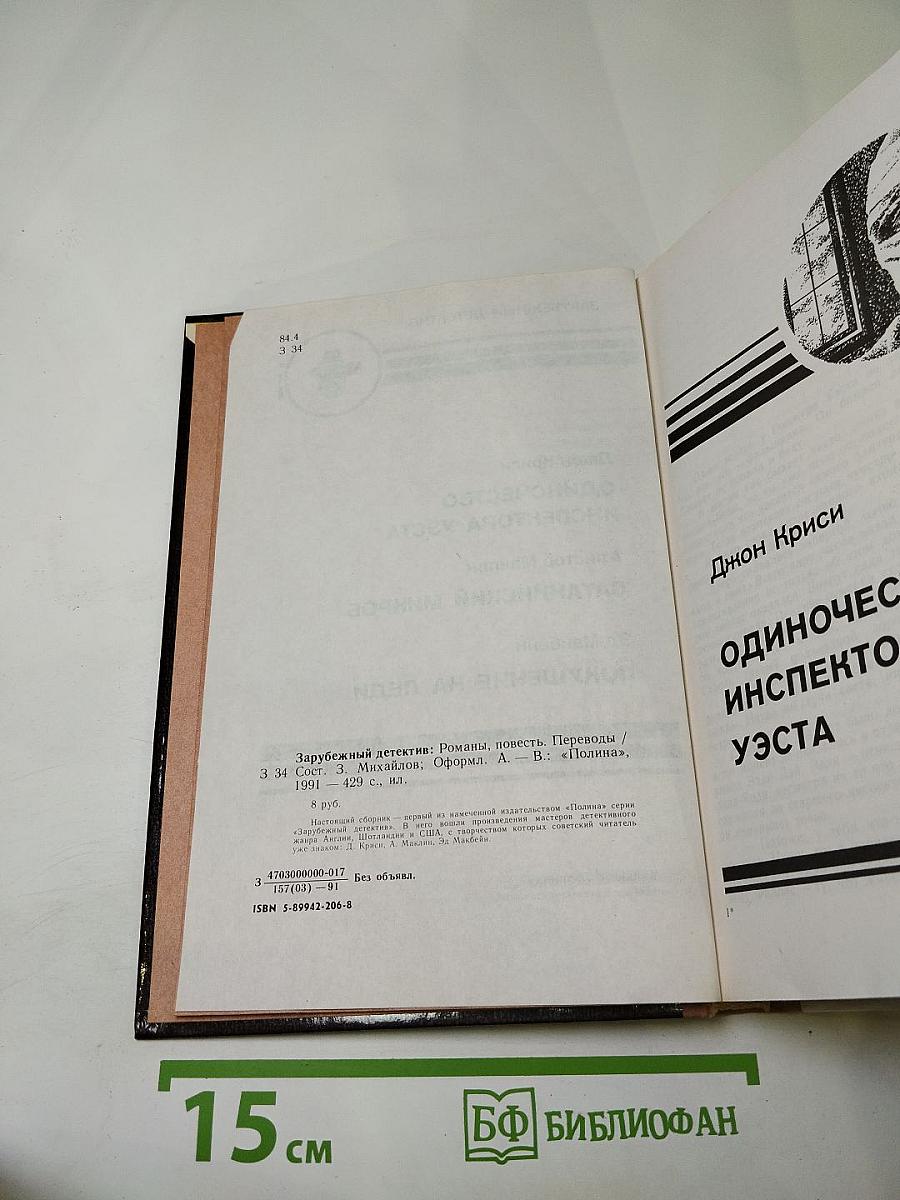 84.4
З 34
Зарубежный детектив: Романы, повесть. Переводы /
З 34 Сост. З. Михайлов; Оформл. А. — В.: «Полина»,
1991 — 429 с., ил.
8 руб.
Настоящий сборник — первый из намеченной издательством «Полина» серии
«Зарубежный детектив». В него вошли произведения мастеров детективного
жанра Англии, Шотландии и США, с творчеством которых советский читатель
уже знаком: Д. Криси, А. Маклин, Эд Макбейн.
З 4703000000-017
157(03) —91 Без объявл.
ISBN 5-89942-206-8
Джон Криси
ОДИНОЧЕС
ИНСПЕКТО
УЭСТА
1*
15 см
БФ БИБЛИОФАН